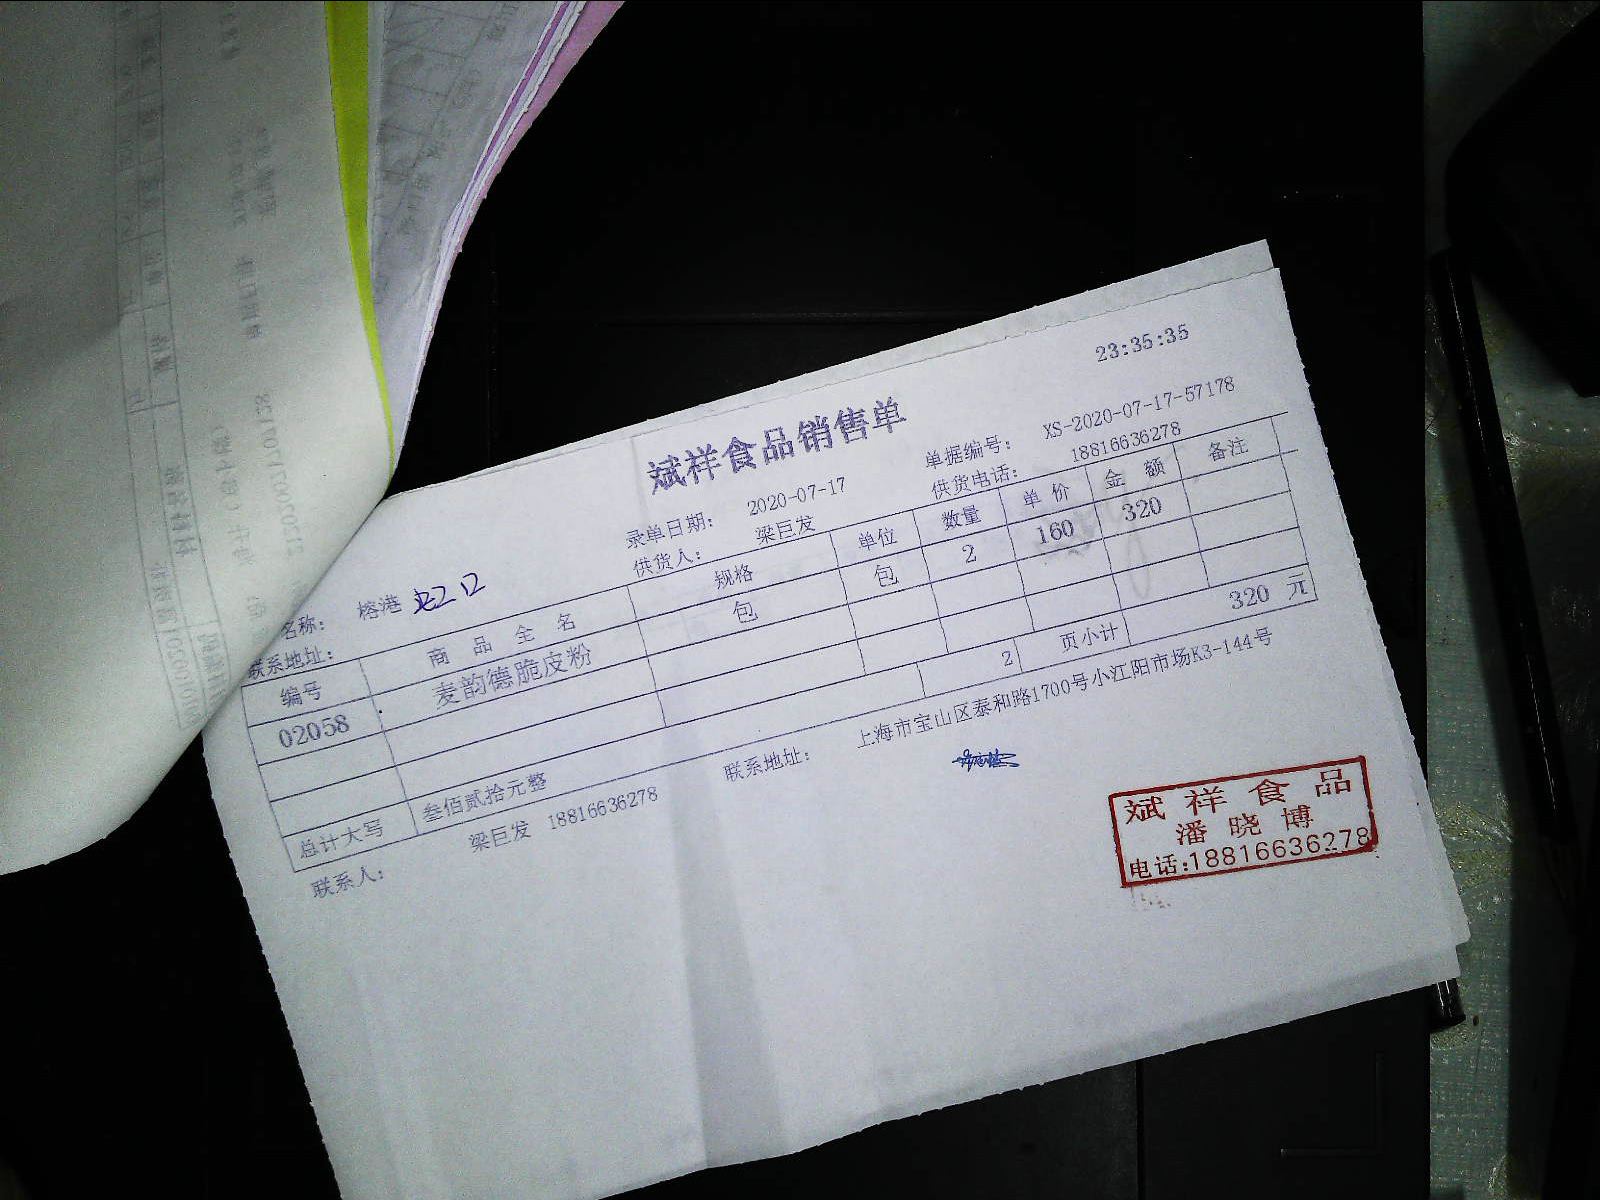 23:35:35
斌祥食品销售单
录单日期： 2020-07-17 单据编号： XS-2020-07-17-57178
供货人： 梁巨发 供货电话： 18816636278
名称： 榕港 虹口
联系地址：
编号 商品全名 规格 单位 数量 单价 金额 备注
02058 麦韵德脆皮粉 包 包 2 160 320
2 页小计 320 元
总计大写 叁佰贰拾元整
联系人： 梁巨发 18816636278 联系地址： 上海市宝山区泰和路1700号小江阳市场K3-144号
斌祥食品
潘晓博
电话:18816636278